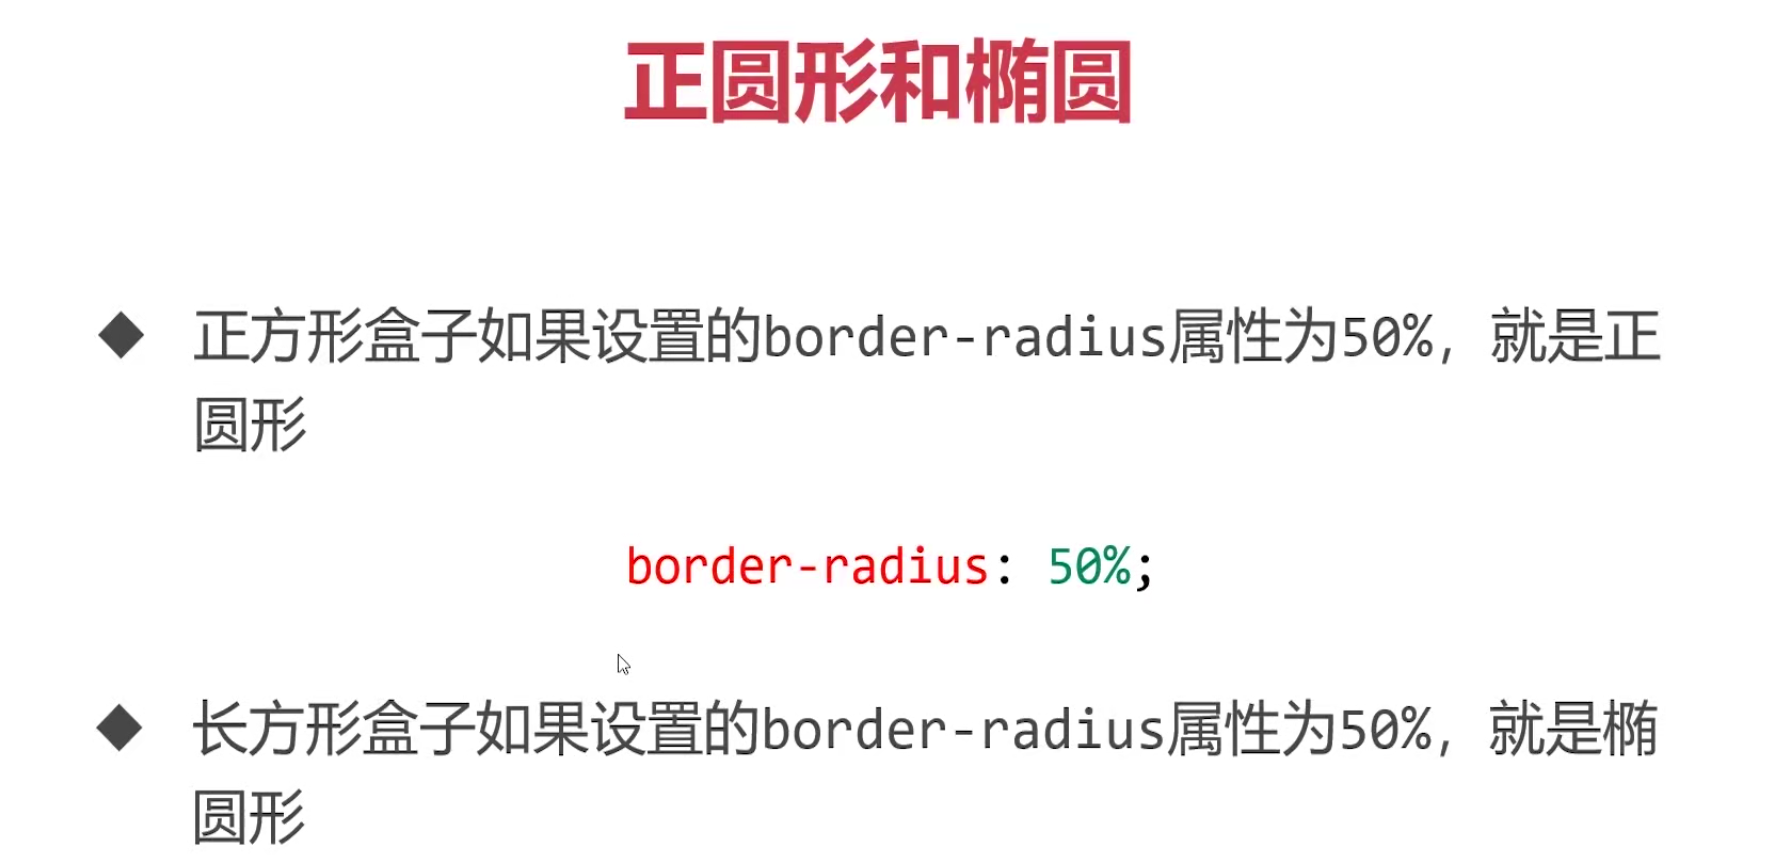 正圆形和椭圆
正方形盒子如果设置的border-radius属性为50%，就是正
圆形
border-radius: 50%;
长方形盒子如果设置的border-radius属性为50%，就是椭
圆形